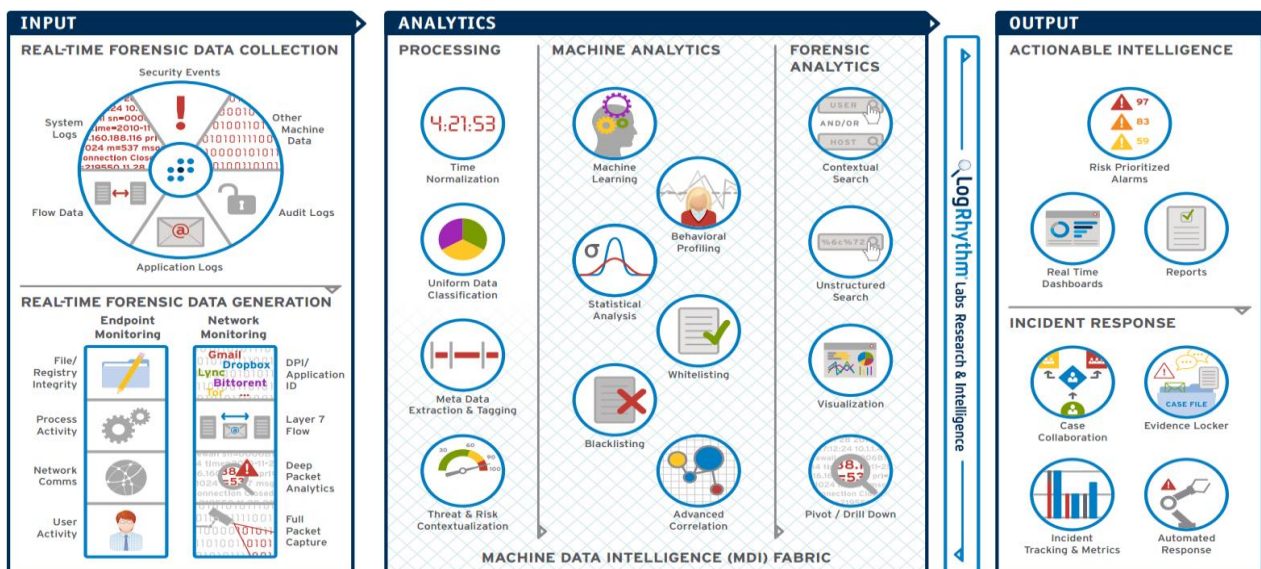 INPUT
REAL-TIME FORENSIC DATA COLLECTION
Security Events
System
Logs
Other
Machine
Data
Flow Data
Audit Logs
Application Logs
@
REAL-TIME FORENSIC DATA GENERATION
Endpoint
Monitoring
Network
Monitoring
File/
Registry
Integrity
Gmail
Dropbox
Lync
Bittorent
Tor
...
DPI/
Application
ID
Process
Activity
@
Layer 7
Flow
Network
Comms
Deep
Packet
Analytics
User
Activity
Full
Packet
Capture
ANALYTICS
PROCESSING
4:21:53
Time
Normalization
Uniform Data
Classification
Meta Data
Extraction & Tagging
30
60
90
100
Threat & Risk
Contextualization
MACHINE ANALYTICS
Machine
Learning
Behavioral
Profiling
σ
Statistical
Analysis
Whitelisting
Blacklisting
Advanced
Correlation
FORENSIC
ANALYTICS
USER
AND/OR
HOST
Contextual
Search
%6c%72
Unstructured
Search
Visualization
Pivot / Drill Down
MACHINE DATA INTELLIGENCE (MDI) FABRIC
LogRhythm Labs Research & Intelligence
OUTPUT
ACTIONABLE INTELLIGENCE
97
83
59
Risk Prioritized
Alarms
Real Time
Dashboards
Reports
INCIDENT RESPONSE
Case
Collaboration
CASE FILE
Evidence Locker
Incident
Tracking & Metrics
Automated
Response